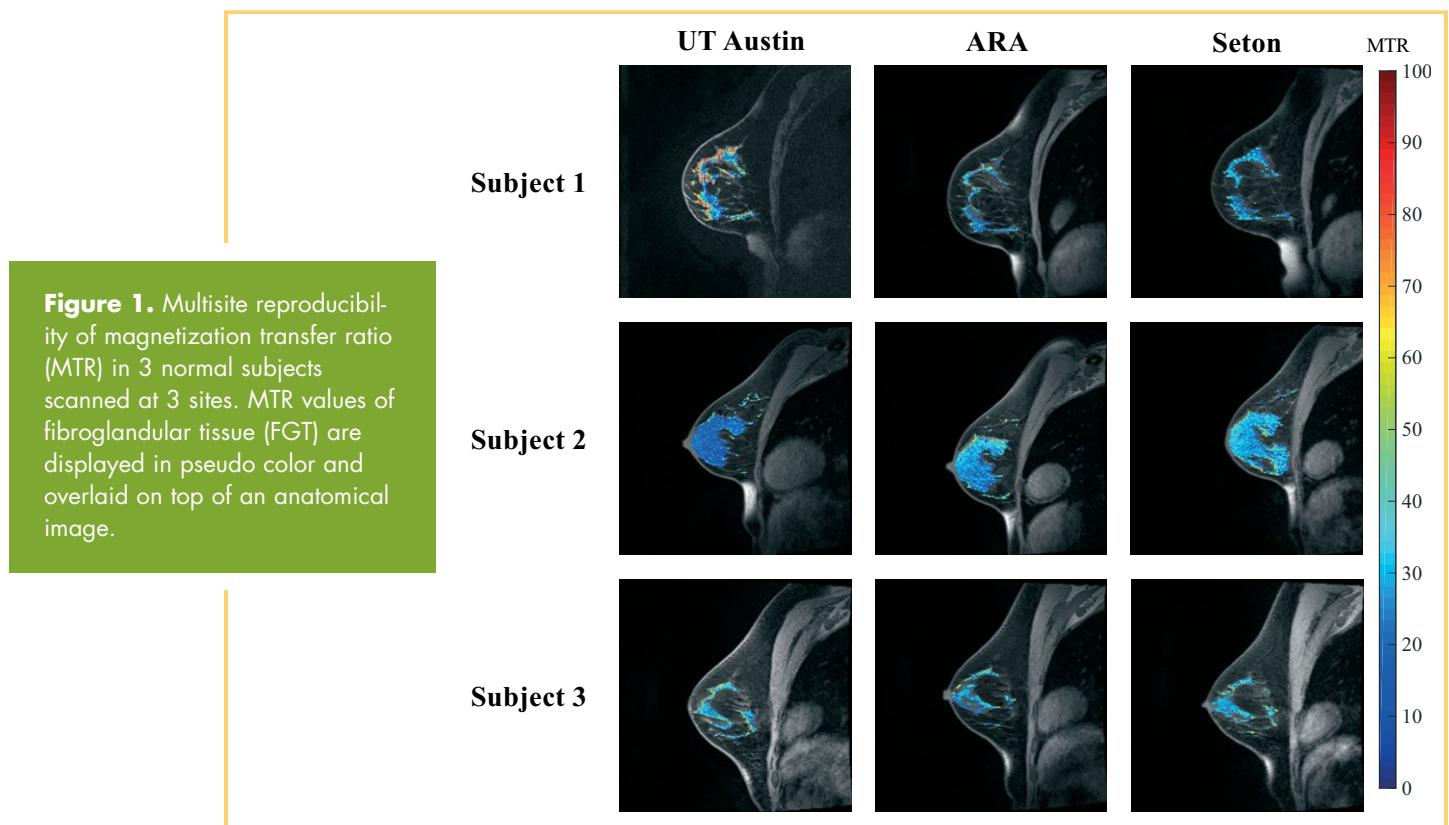 UT Austin ARA Seton MTR
Subject 1
Subject 2
Subject 3
100
90
80
70
60
50
40
30
20
10
0
Figure 1. Multisite reproducibil-
ity of magnetization transfer ratio
(MTR) in 3 normal subjects
scanned at 3 sites. MTR values of
fibroglandular tissue (FGT) are
displayed in pseudo color and
overlaid on top of an anatomical
image.